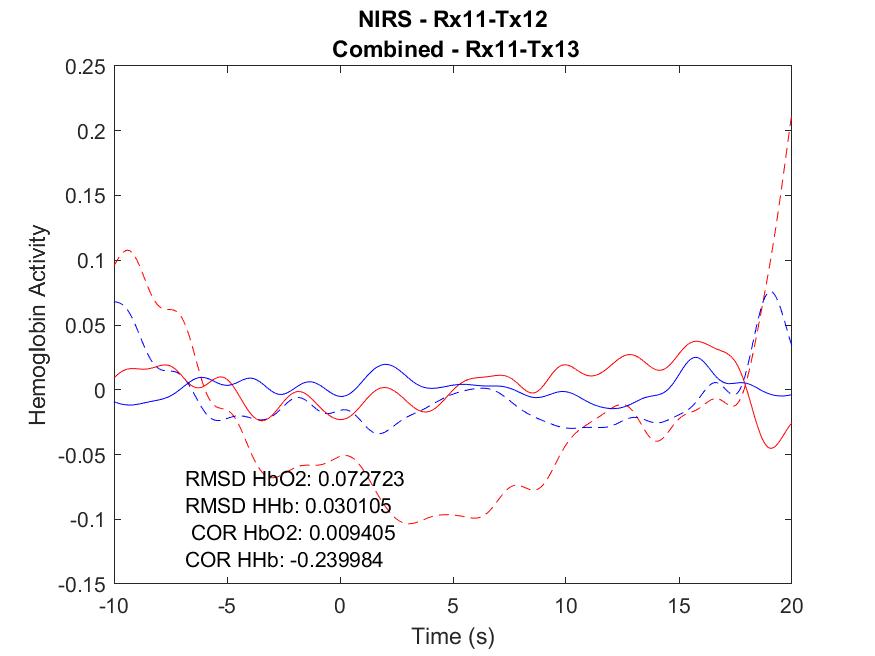 NIRS - Rx11-Tx12
Combined - Rx11-Tx13
0.25
0.2
0.15
0.1
0.05
0
-0.05
-0.1
-0.15
Hemoglobin Activity
RMSD HbO2: 0.072723
RMSD HHb: 0.030105
COR HbO2: 0.009405
COR HHb: -0.239984
-10 -5 0 5 10 15 20
Time (s)